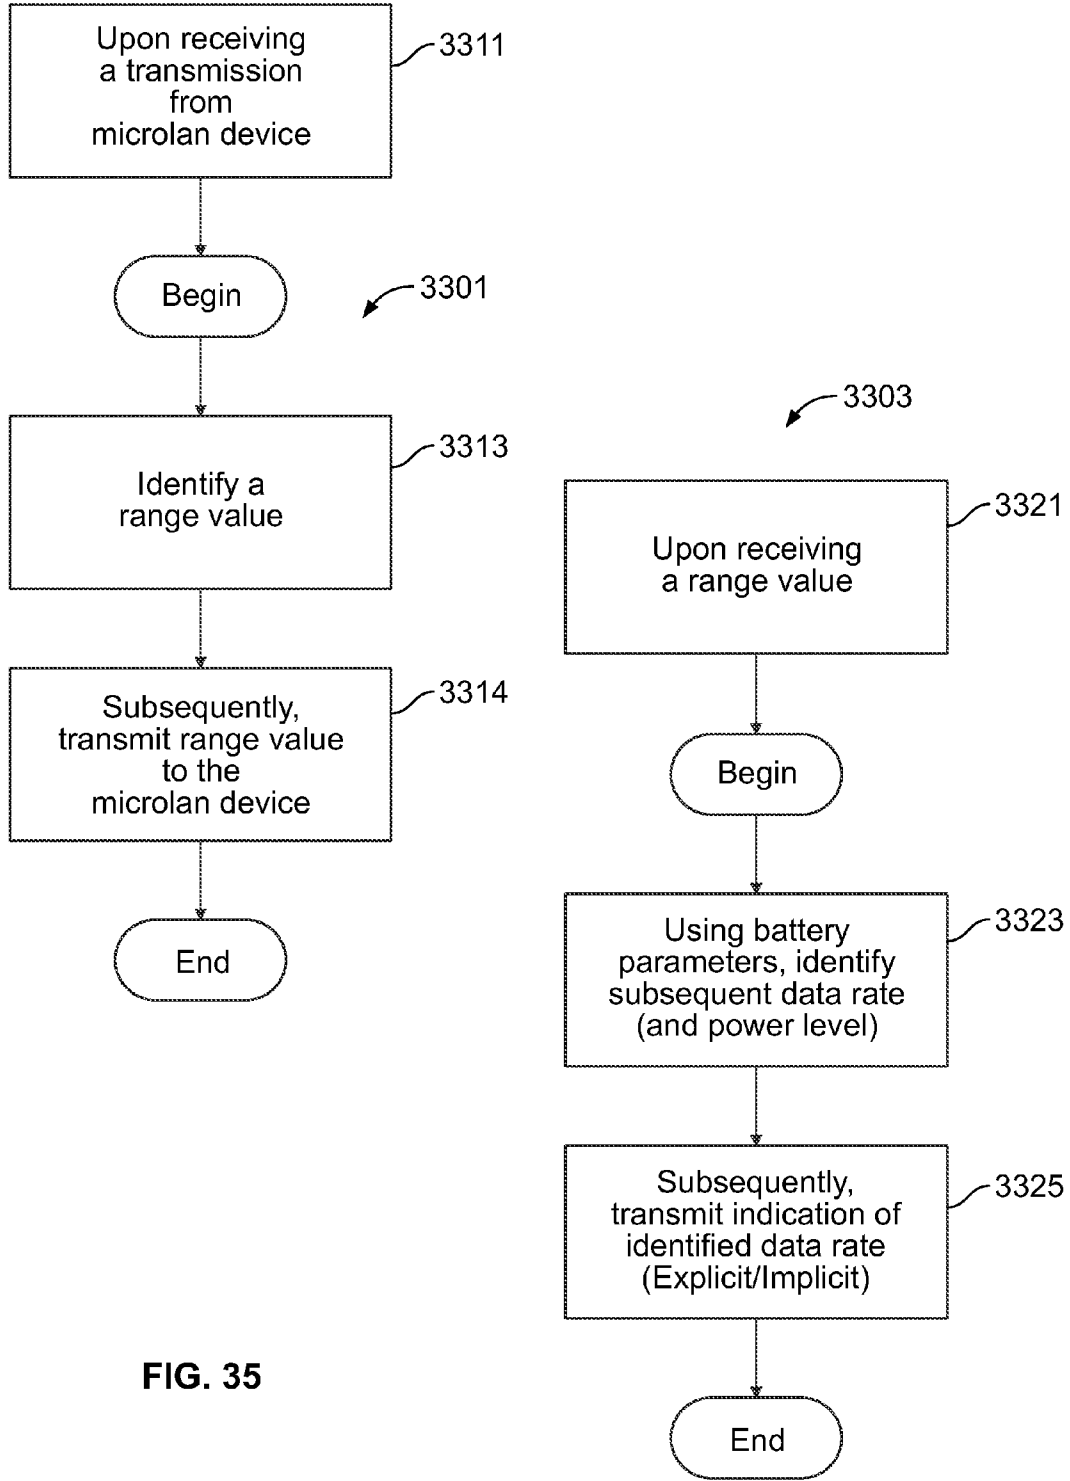 Upon receiving
a transmission
from
microlan device
3311
Begin
3301
Identify a
range value
3313
Subsequently,
transmit range value
to the
microlan device
3314
End
3303
Upon receiving
a range value
3321
Begin
Using battery
parameters, identify
subsequent data rate
(and power level)
3323
Subsequently,
transmit indication of
identified data rate
(Explicit/Implicit)
3325
End
FIG. 35